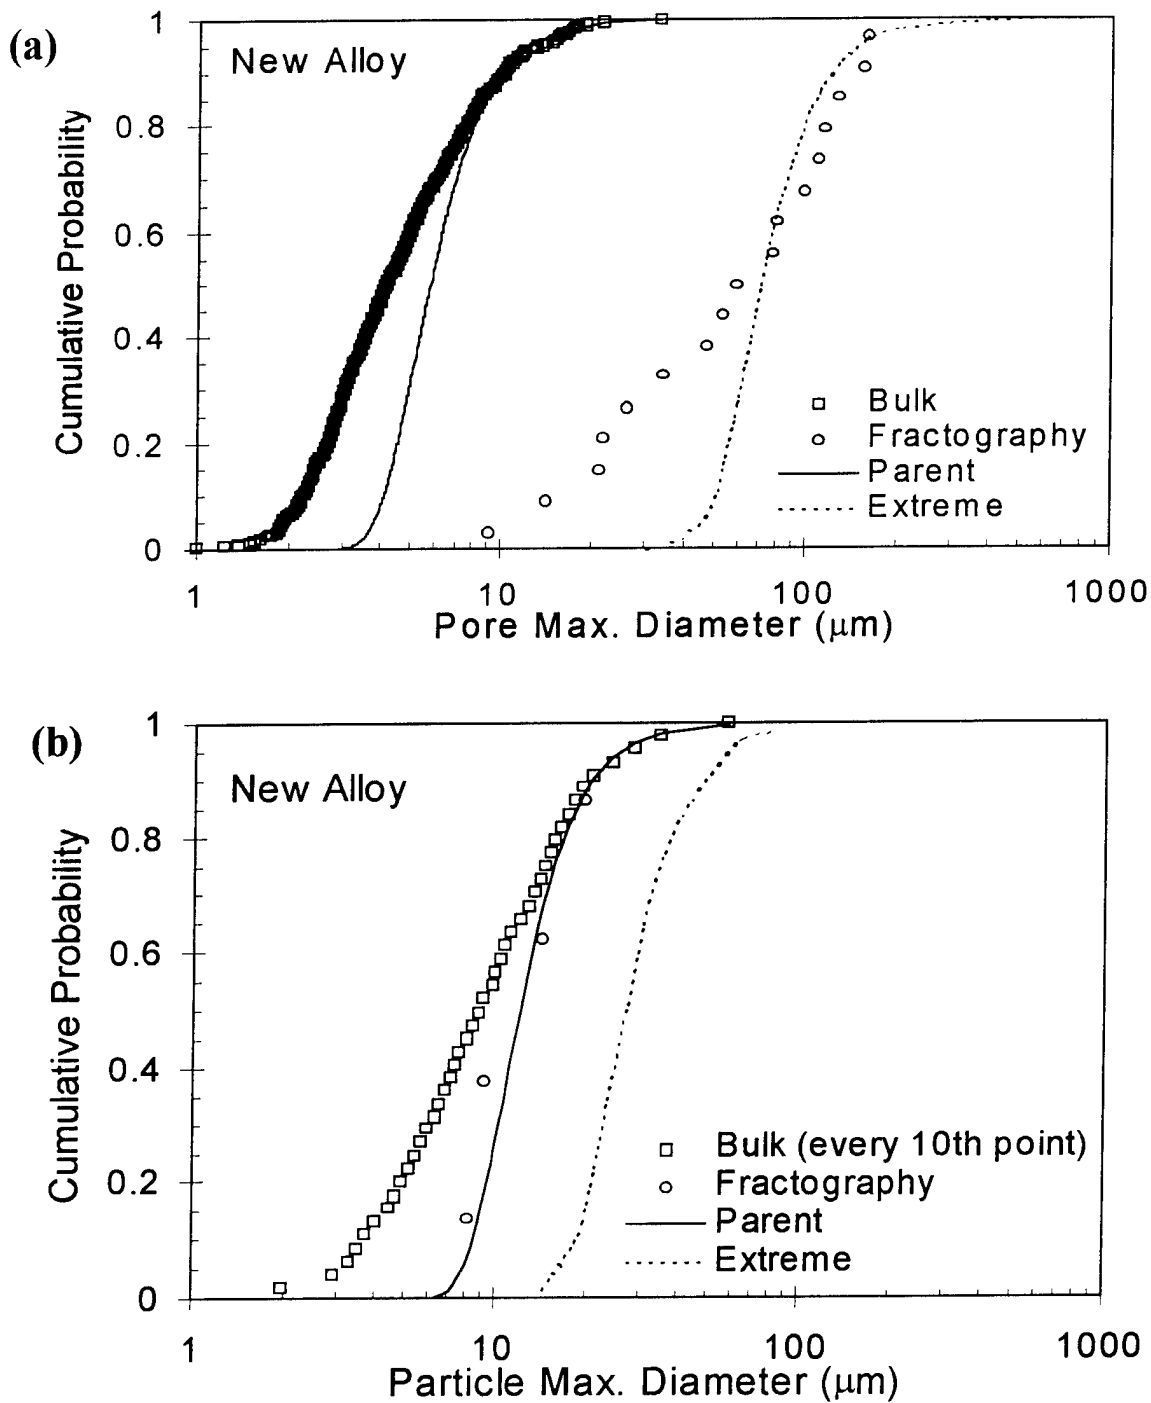 (a)
New Alloy
Cumulative Probability
1
0.8
0.6
0.4
0.2
0
Bulk
Fractography
Parent
Extreme
1 10 100 1000
Pore Max. Diameter (μm)
(b)
New Alloy
Cumulative Probability
1
0.8
0.6
0.4
0.2
0
Bulk (every 10th point)
Fractography
Parent
Extreme
1 10 100 1000
Particle Max. Diameter (μm)